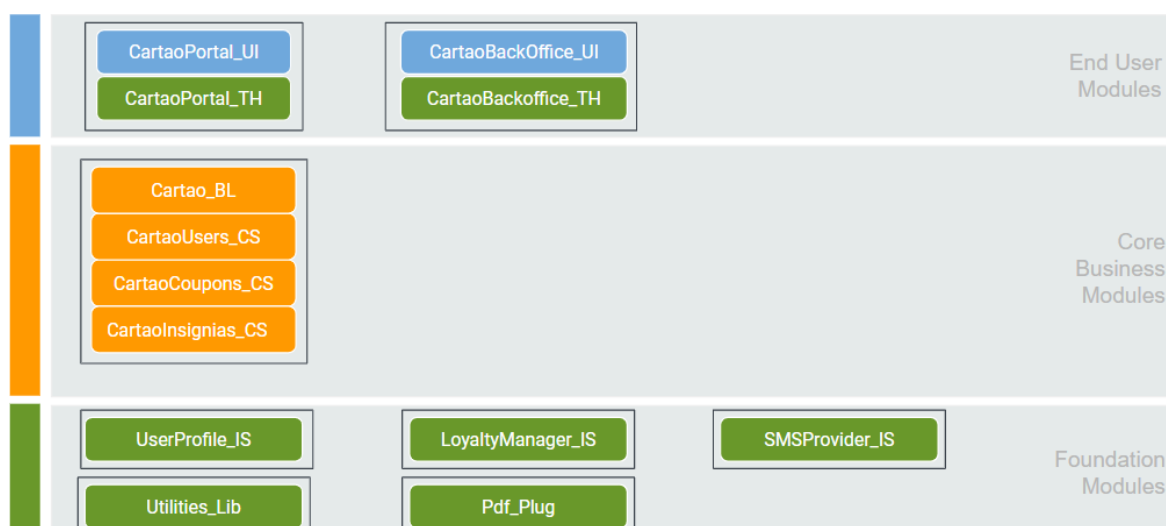 CartaoPortal_UI
CartaoPortal_TH
CartaoBackOffice_UI
CartaoBackoffice_TH
End User
Modules
Cartao_BL
CartaoUsers_CS
CartaoCoupons_CS
CartaoInsignias_CS
Core
Business
Modules
UserProfile_IS
LoyaltyManager_IS
SMSProvider_IS
Utilities_Lib
Pdf_Plug
Foundation
Modules